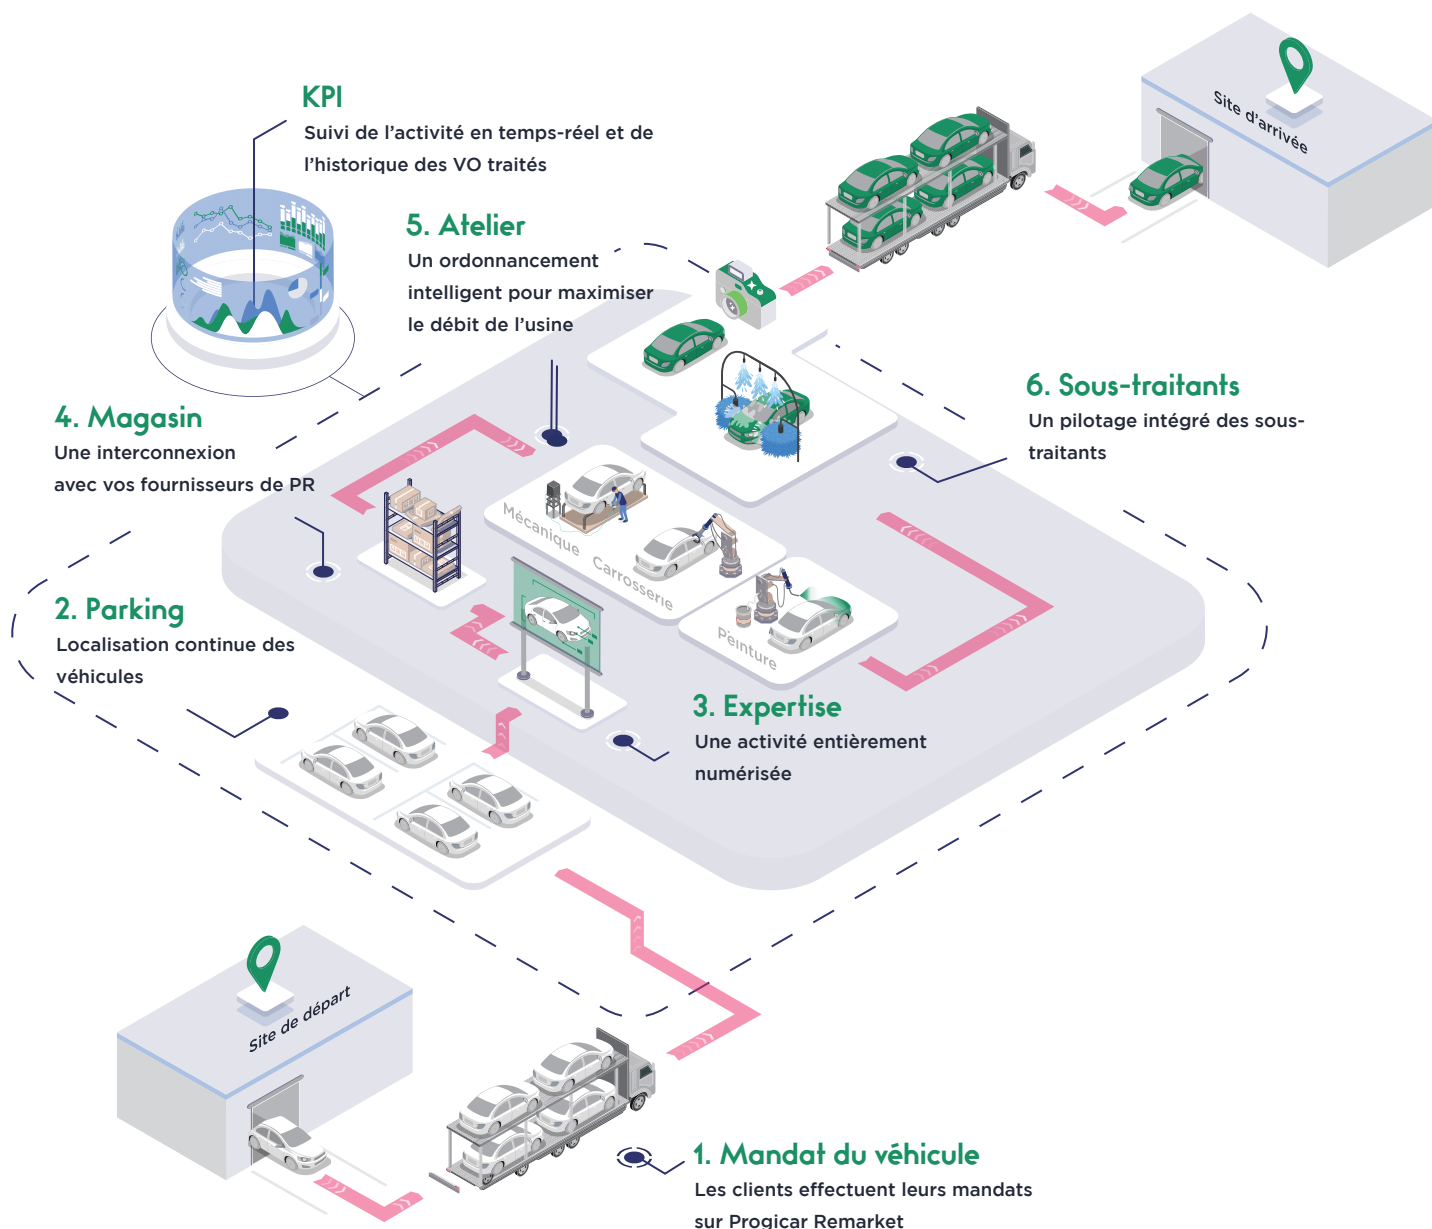 KPI
Suivi de l’activité en temps-réel et de
l’historique des VO traités
Site d’arrivée
5. Atelier
Un ordonnancement
intelligent pour maximiser
le débit de l’usine
6. Sous-traitants
Un pilotage intégré des sous-
traitants
4. Magasin
Une interconnexion
avec vos fournisseurs de PR
Mécanique
Carrosserie
Peinture
2. Parking
Localisation continue des
véhicules
3. Expertise
Une activité entièrement
numérisée
Site de départ
1. Mandat du véhicule
Les clients effectuent leurs mandats
sur Progicar Remarket